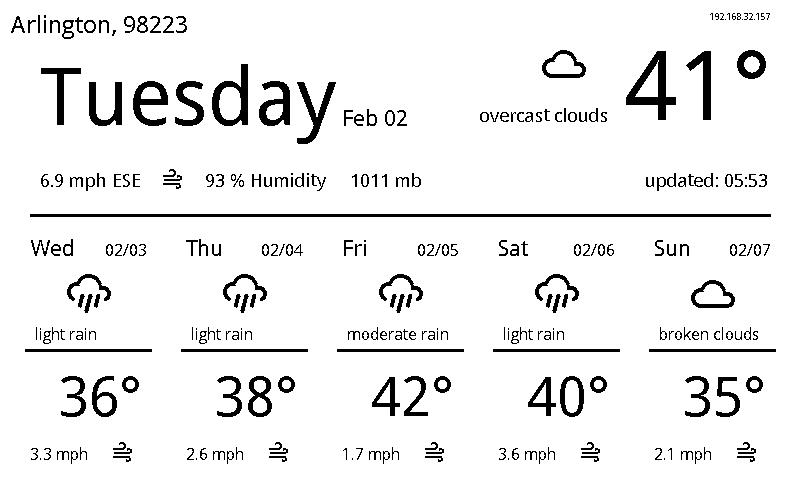 Arlington, 98223
192.168.32.157
Tuesday Feb 02
overcast clouds 41°
6.9 mph ESE 93 % Humidity 1011 mb updated: 05:53
Wed 02/03 Thu 02/04 Fri 02/05 Sat 02/06 Sun 02/07
light rain light rain moderate rain light rain broken clouds
36° 38° 42° 40° 35°
3.3 mph 2.6 mph 1.7 mph 3.6 mph 2.1 mph